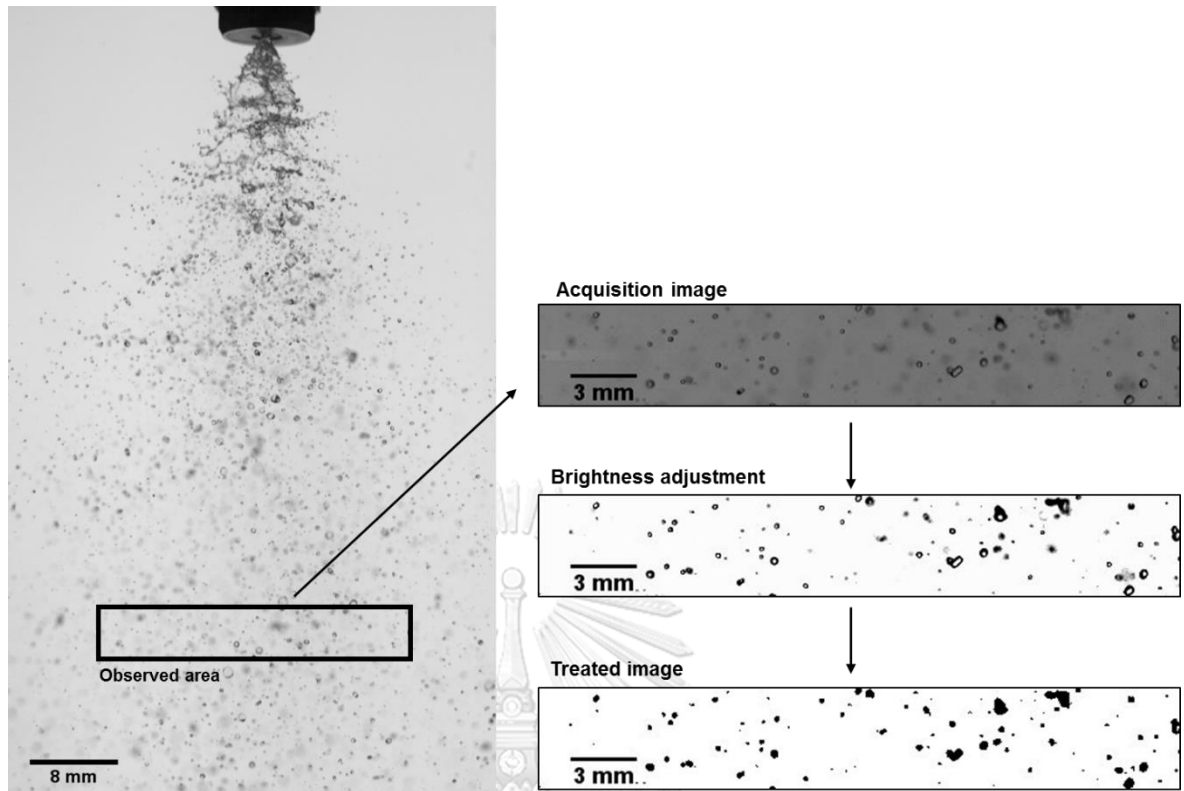 Observed area
8 mm
Acquisition image
3 mm
Brightness adjustment
3 mm
Treated image
3 mm